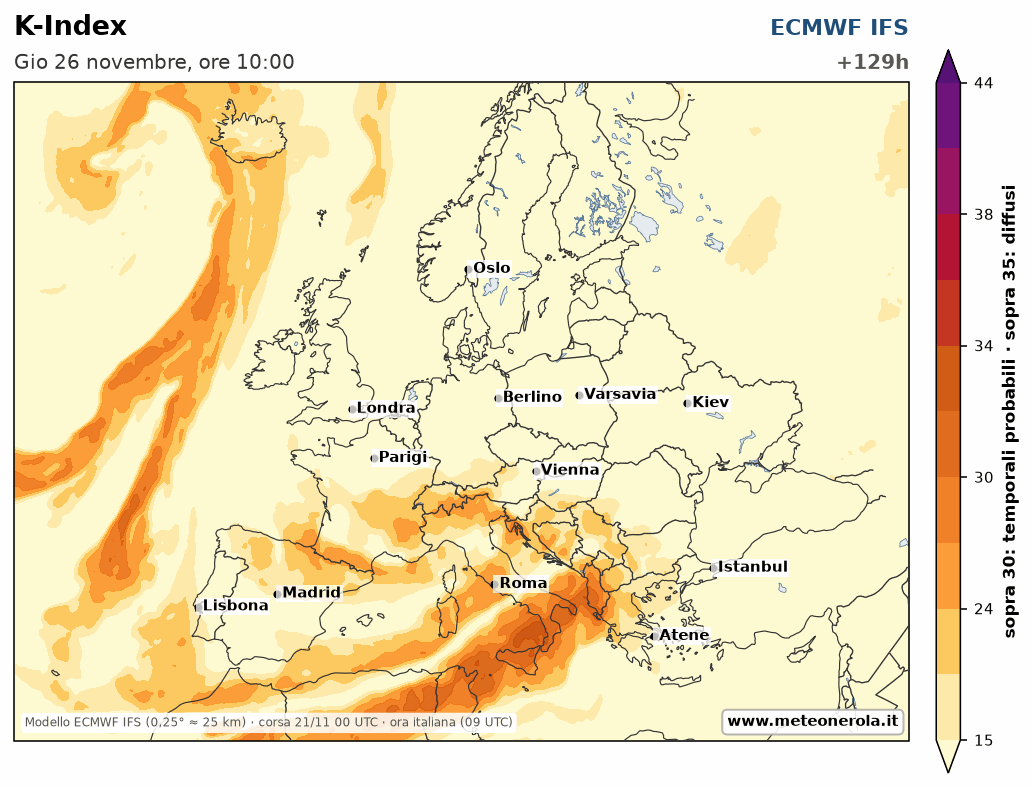 K-Index
ECMWF IFS
Gio 26 novembre, ore 10:00
+129h
44
38
34
30
24
15
sopra 30: temporali probabili · sopra 35: diffusi
Oslo
Berlino
Varsavia
Kiev
Londra
Parigi
Vienna
Istanbul
Roma
Madrid
Lisbona
Atene
Modello ECMWF IFS (0,25° ≈ 25 km) · corsa 21/11 00 UTC · ora italiana (09 UTC)
www.meteonerola.it